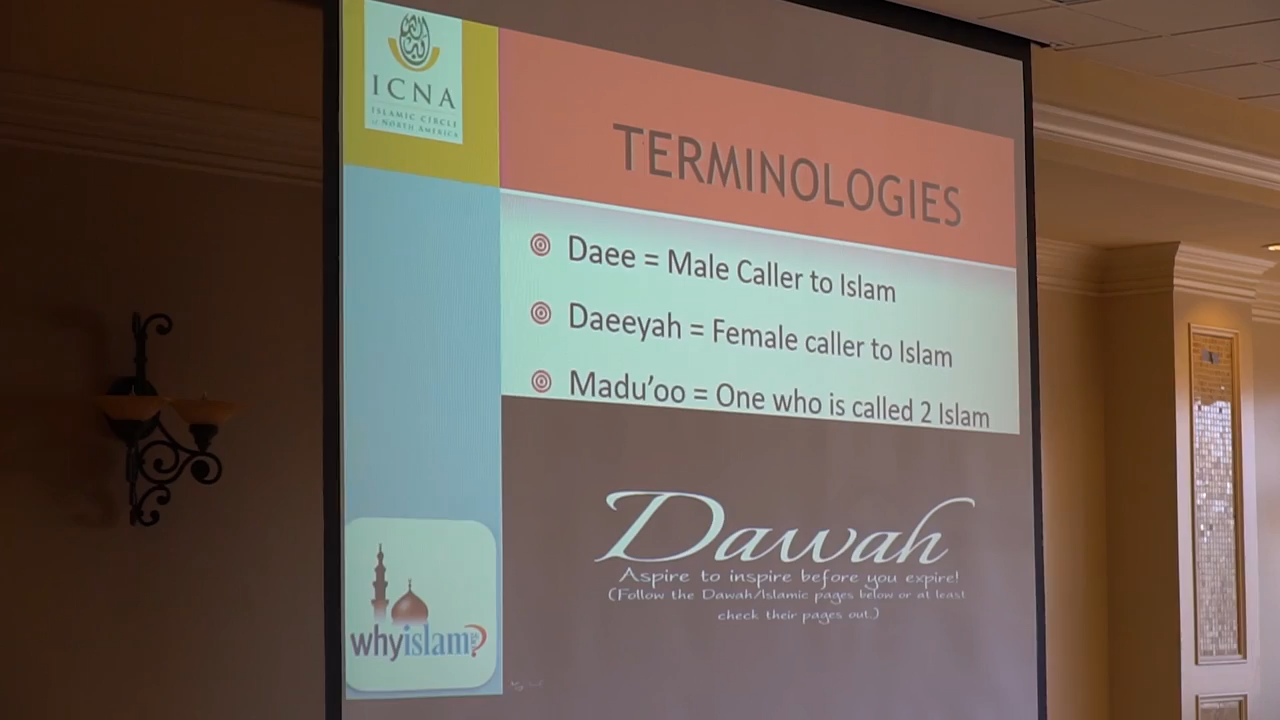 ICNA
ISLAMIC CIRCLE
of NORTH AMERICA
TERMINOLOGIES
Daee = Male Caller to Islam
Daeeyah = Female caller to Islam
Madu’oo = One who is called 2 Islam
Dawah
Aspire to inspire before you expire!
(Follow the Dawah/Islamic pages below or at least
check their pages out.)
whyislam?